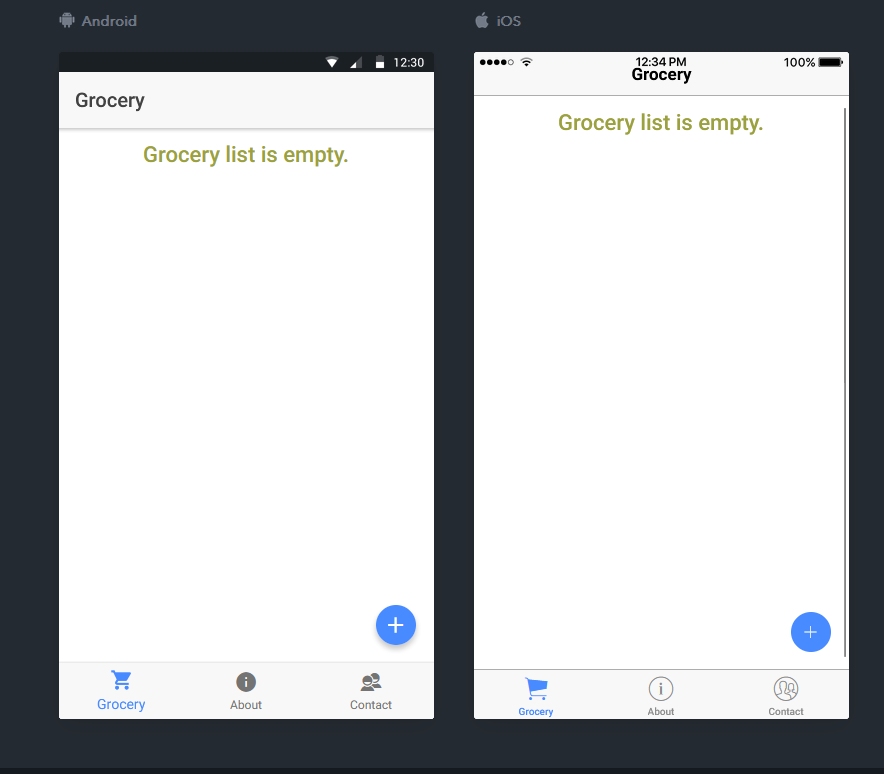 Android
12:30
Grocery
Grocery list is empty.
Grocery
About
Contact
iOS
12:34 PM
100%
Grocery
Grocery list is empty.
Grocery
About
Contact